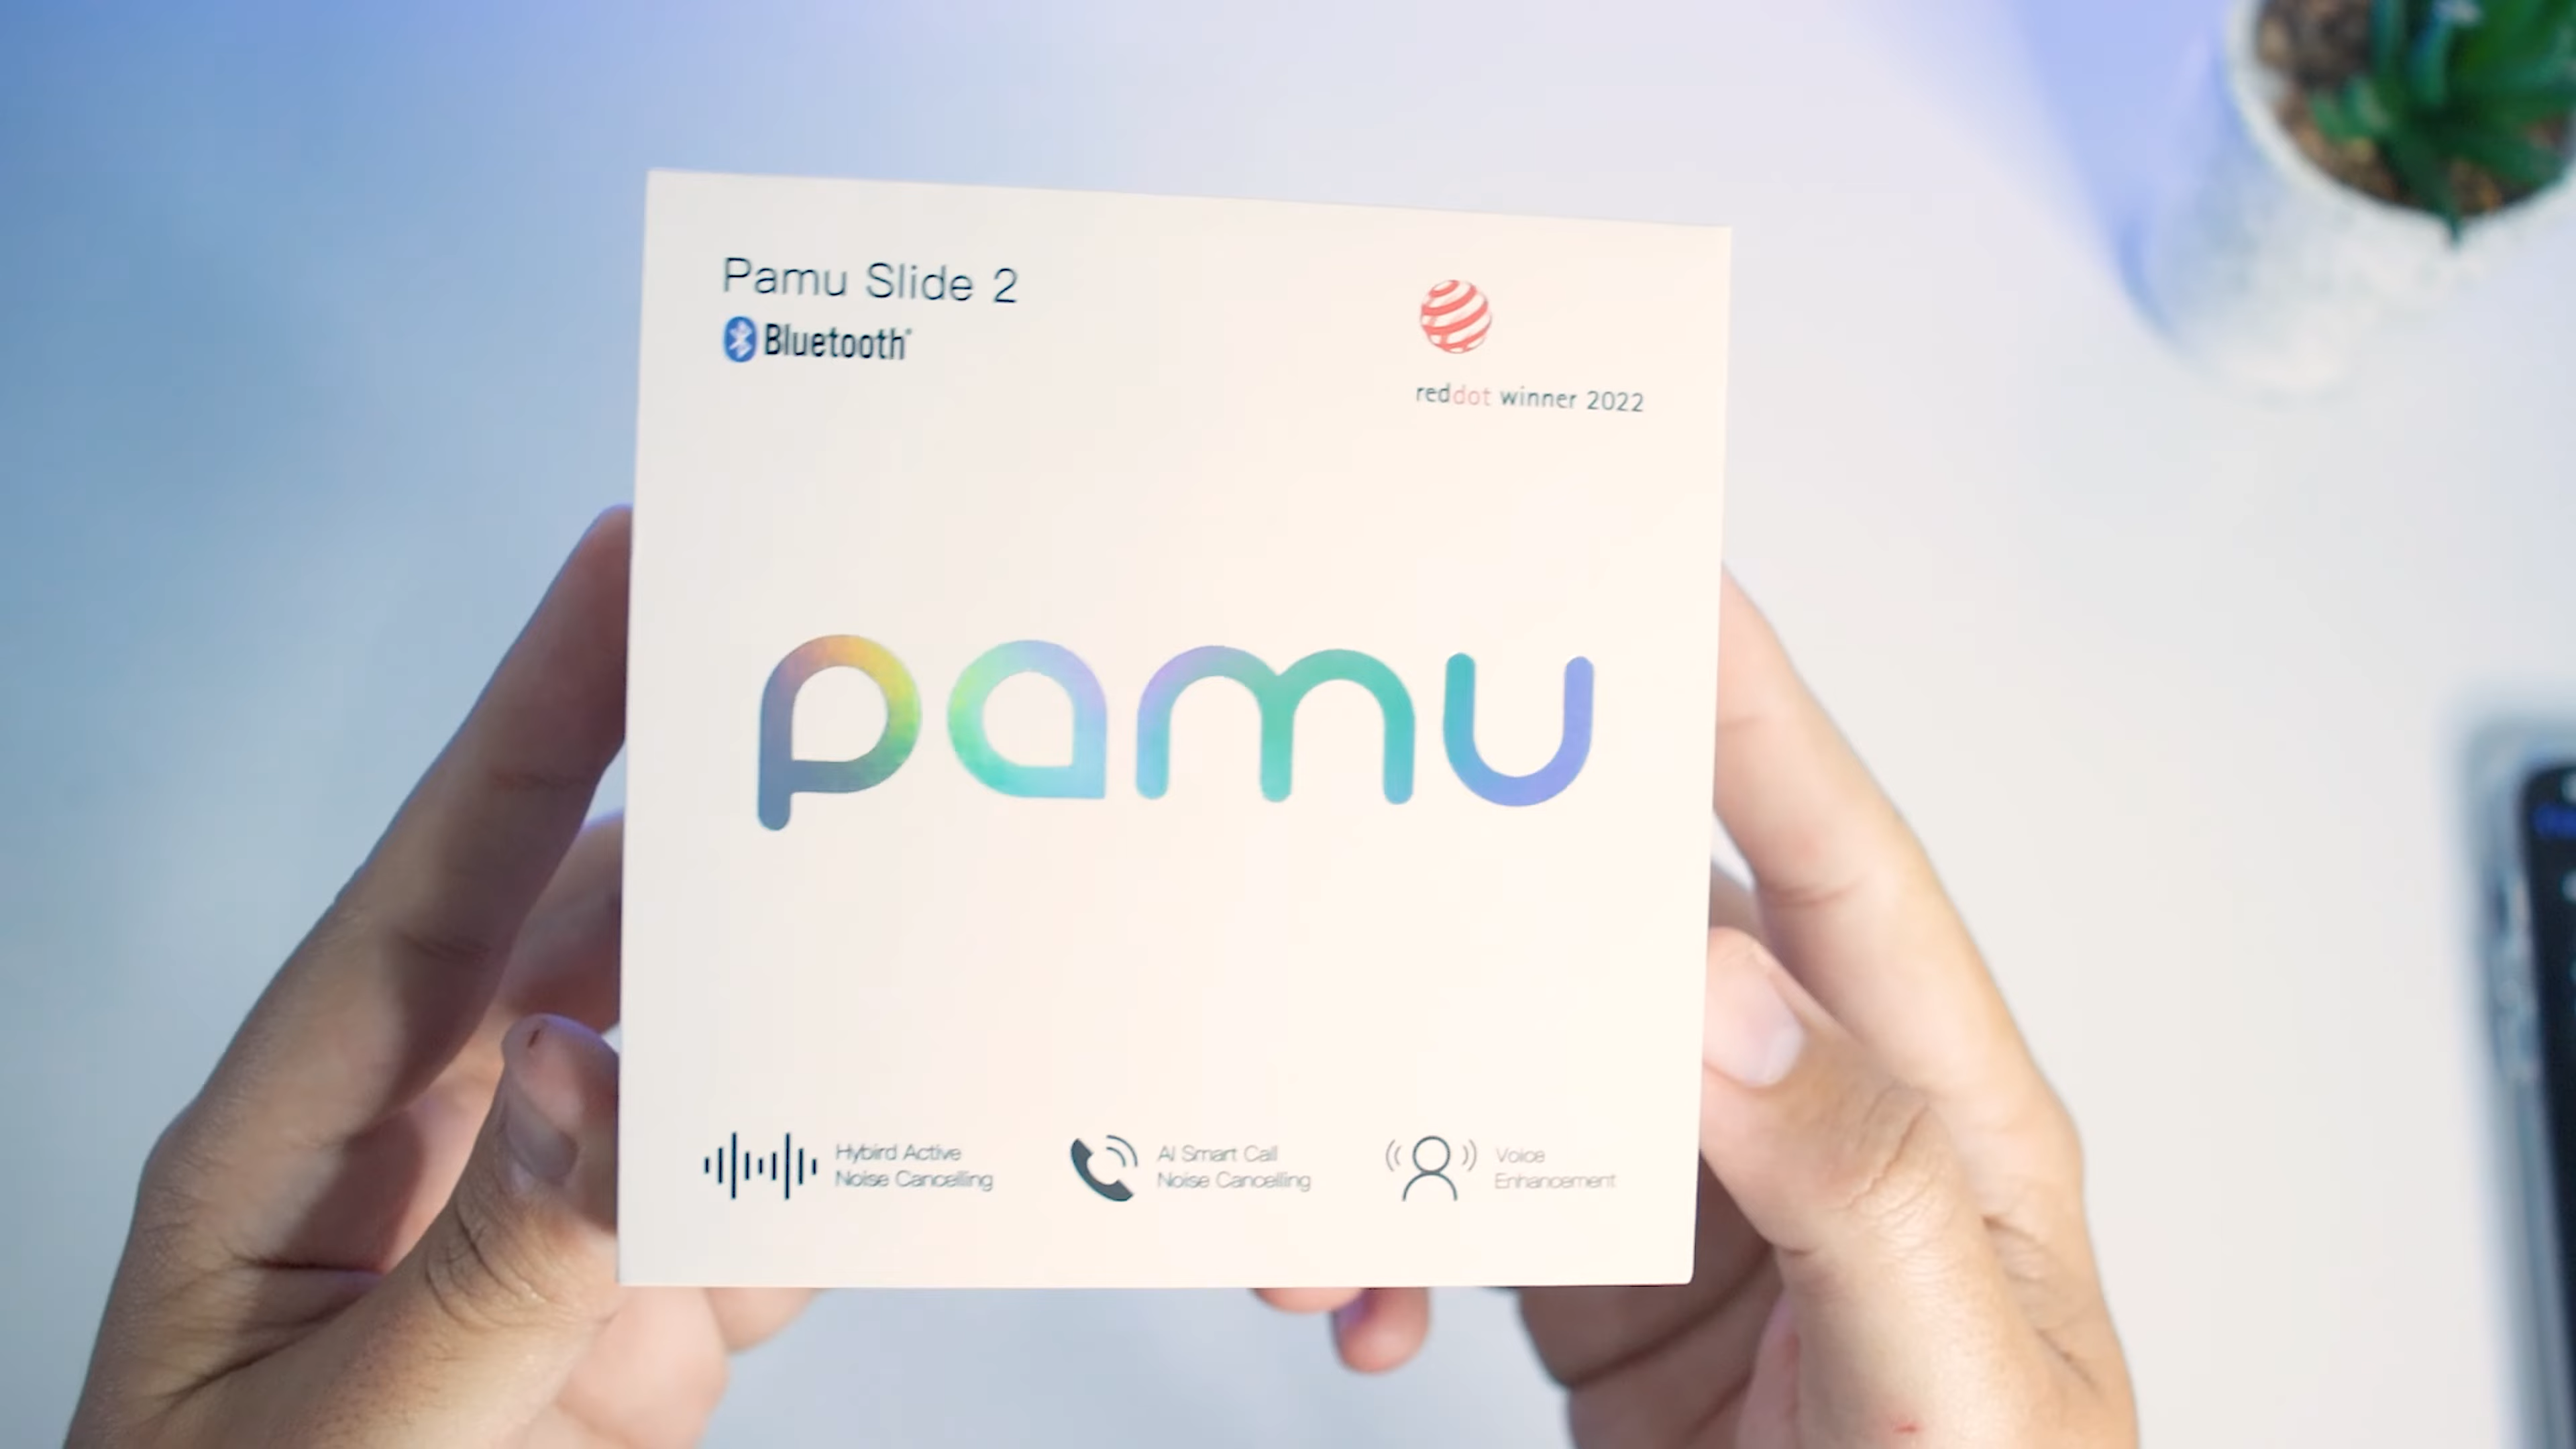 Pamu Slide 2
Bluetooth®
reddot winner 2022
pamu
Hybird Active
Noise Cancelling
AI Smart Call
Noise Cancelling
Voice
Enhancement